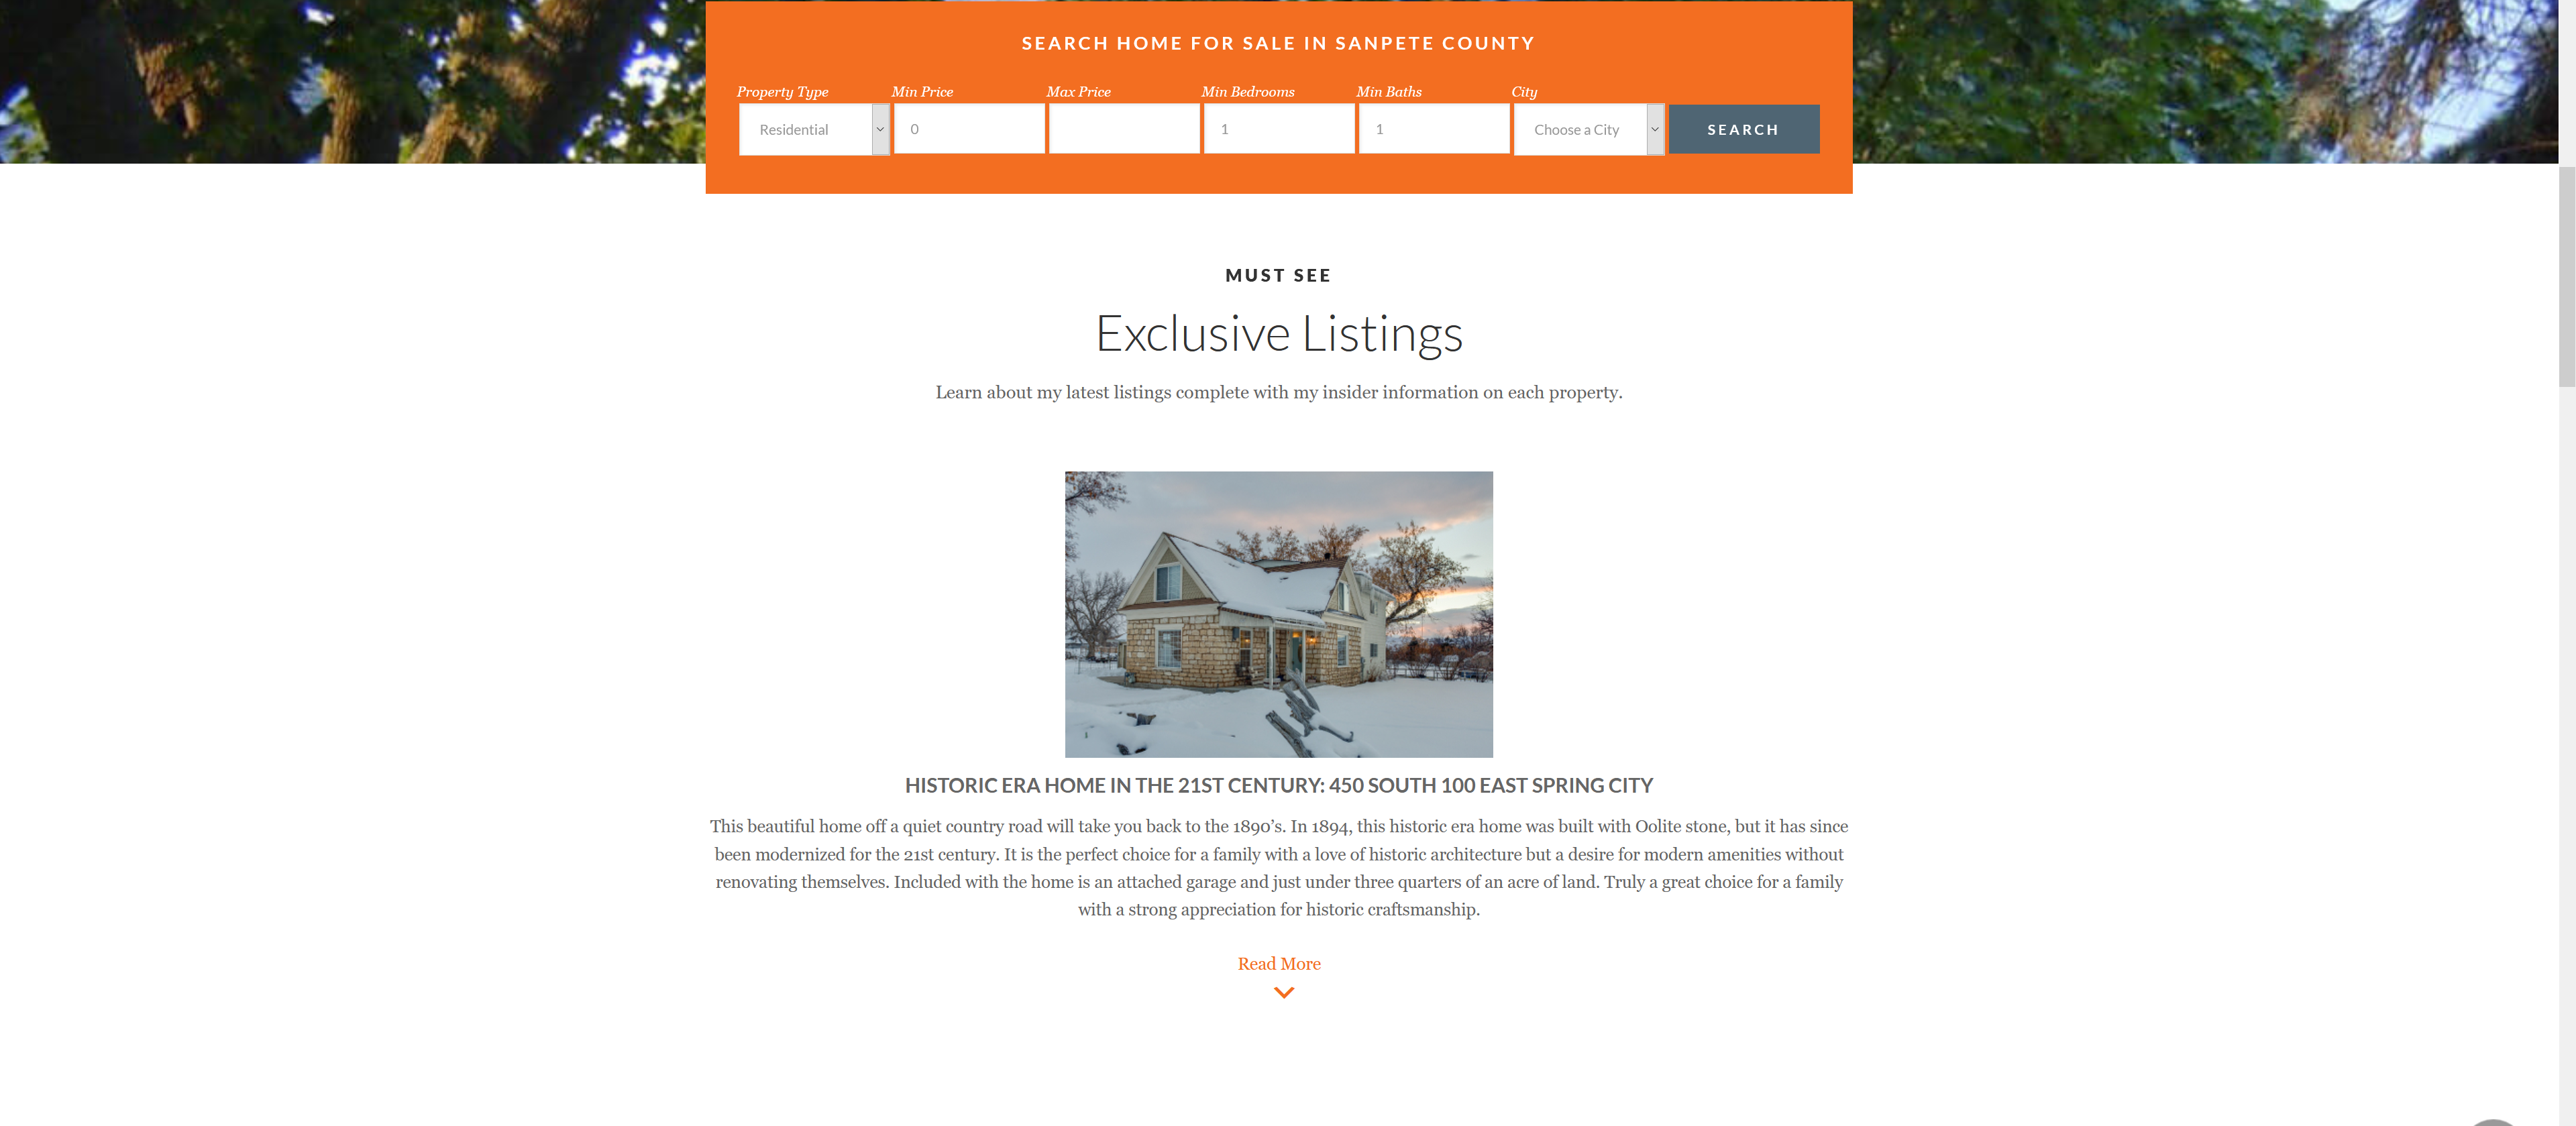 SEARCH HOME FOR SALE IN SANPETE COUNTY
Property Type Min Price Max Price Min Bedrooms Min Baths City
Residential 0 1 1 Choose a City SEARCH
MUST SEE
Exclusive Listings
Learn about my latest listings complete with my insider information on each property.
HISTORIC ERA HOME IN THE 21ST CENTURY: 450 SOUTH 100 EAST SPRING CITY
This beautiful home off a quiet country road will take you back to the 1890’s. In 1894, this historic era home was built with Oolite stone, but it has since
been modernized for the 21st century. It is the perfect choice for a family with a love of historic architecture but a desire for modern amenities without
renovating themselves. Included with the home is an attached garage and just under three quarters of an acre of land. Truly a great choice for a family
with a strong appreciation for historic craftsmanship.
Read More